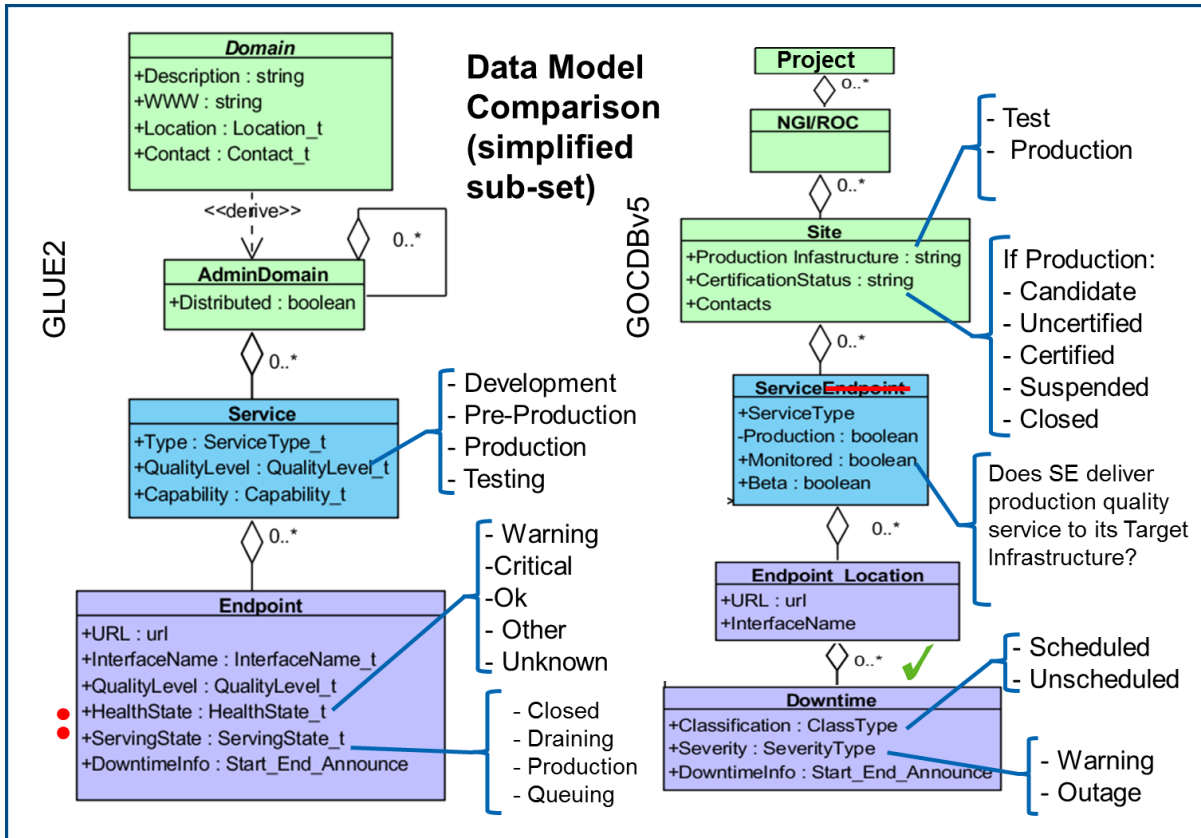 Data Model
Comparison
(simplified
sub-set)
GLUE2
Domain
+Description : string
+WWW : string
+Location : Location_t
+Contact : Contact_t
<<derive>>
0..*
AdminDomain
+Distributed : boolean
0..*
Service
+Type : ServiceType_t
+QualityLevel : QualityLevel_t
+Capability : Capability_t
- Development
- Pre-Production
- Production
- Testing
0..*
Endpoint
+URL : url
+InterfaceName : InterfaceName_t
+QualityLevel : QualityLevel_t
+HealthState : HealthState_t
+ServingState : ServingState_t
+DowntimeInfo : Start_End_Announce
- Warning
-Critical
-Ok
- Other
- Unknown
- Closed
- Draining
- Production
- Queuing
GOCDBv5
Project
0..*
NGI/ROC
0..*
Site
+Production Infastructure : string
+CertificationStatus : string
+Contacts
- Test
- Production
If Production:
- Candidate
- Uncertified
- Certified
- Suspended
- Closed
0..*
ServiceEndpoint
+ServiceType
-Production : boolean
+Monitored : boolean
+Beta : boolean
>
Does SE deliver
production quality
service to its Target
Infrastructure?
0..*
Endpoint_Location
+URL : url
+InterfaceName
0..*
✓
Downtime
+Classification : ClassType
+Severity : SeverityType
+DowntimeInfo : Start_End_Announce
- Scheduled
- Unscheduled
- Warning
- Outage